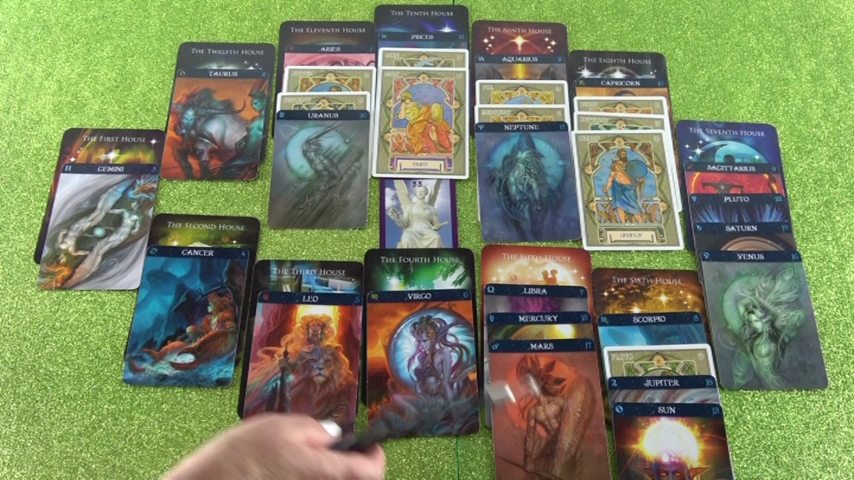 THE TENTH HOUSE
PISCES
THE ELEVENTH HOUSE
ARIES
URANUS
THE NINTH HOUSE
AQUARIUS
NEPTUNE
THE TWELFTH HOUSE
TAURUS
THE EIGHTH HOUSE
CAPRICORN
THE FIRST HOUSE
GEMINI
THE SEVENTH HOUSE
SAGITTARIUS
PLUTO
SATURN
VENUS
33
THE SECOND HOUSE
CANCER
THE THIRD HOUSE
LEO
THE FOURTH HOUSE
VIRGO
THE FIFTH HOUSE
LIBRA
MERCURY
MARS 17
THE SIXTH HOUSE
SCORPIO
JUPITER
SUN 13